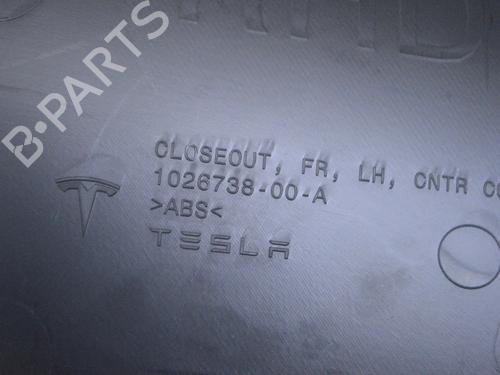 B·PARTS
CLOSEOUT, FR, LH, CNTR
1026738-00-A
>ABS<
TESLA